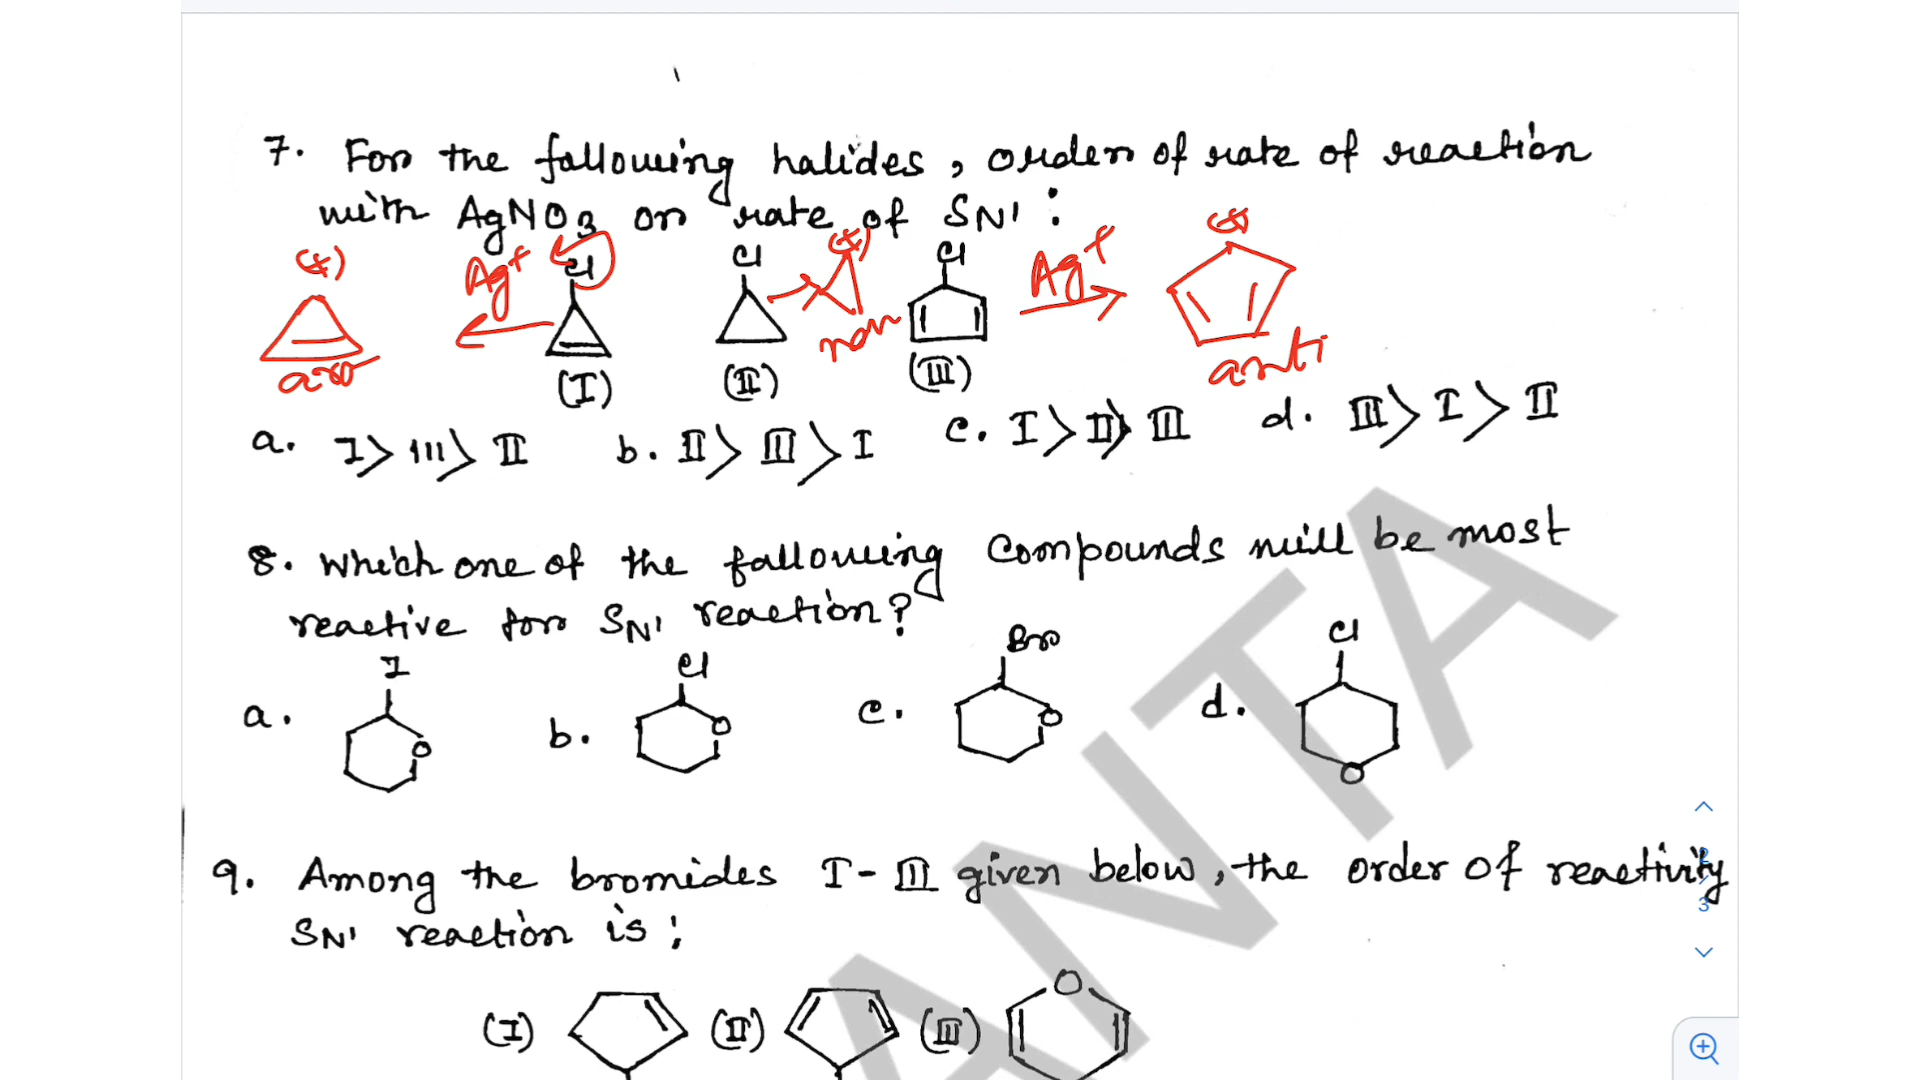 7. For the following halides, order of rate of reaction
with AgNO3 or rate of SN1 :
(+) Ag+ Cl Cl (+) Cl Ag+ (+)
aro (I) (II) non (III) anti
a. I > III > II b. II > III > I c. I > II > III d. III > I > II
8. Which one of the following compounds will be most
reactive for SN1 reaction?
I Cl Br Cl
a. O b. O c. O d. O
9. Among the bromides I - III given below, the order of reactivity
SN1 reaction is :
(I) (II) (III) O
2
3
ANTA